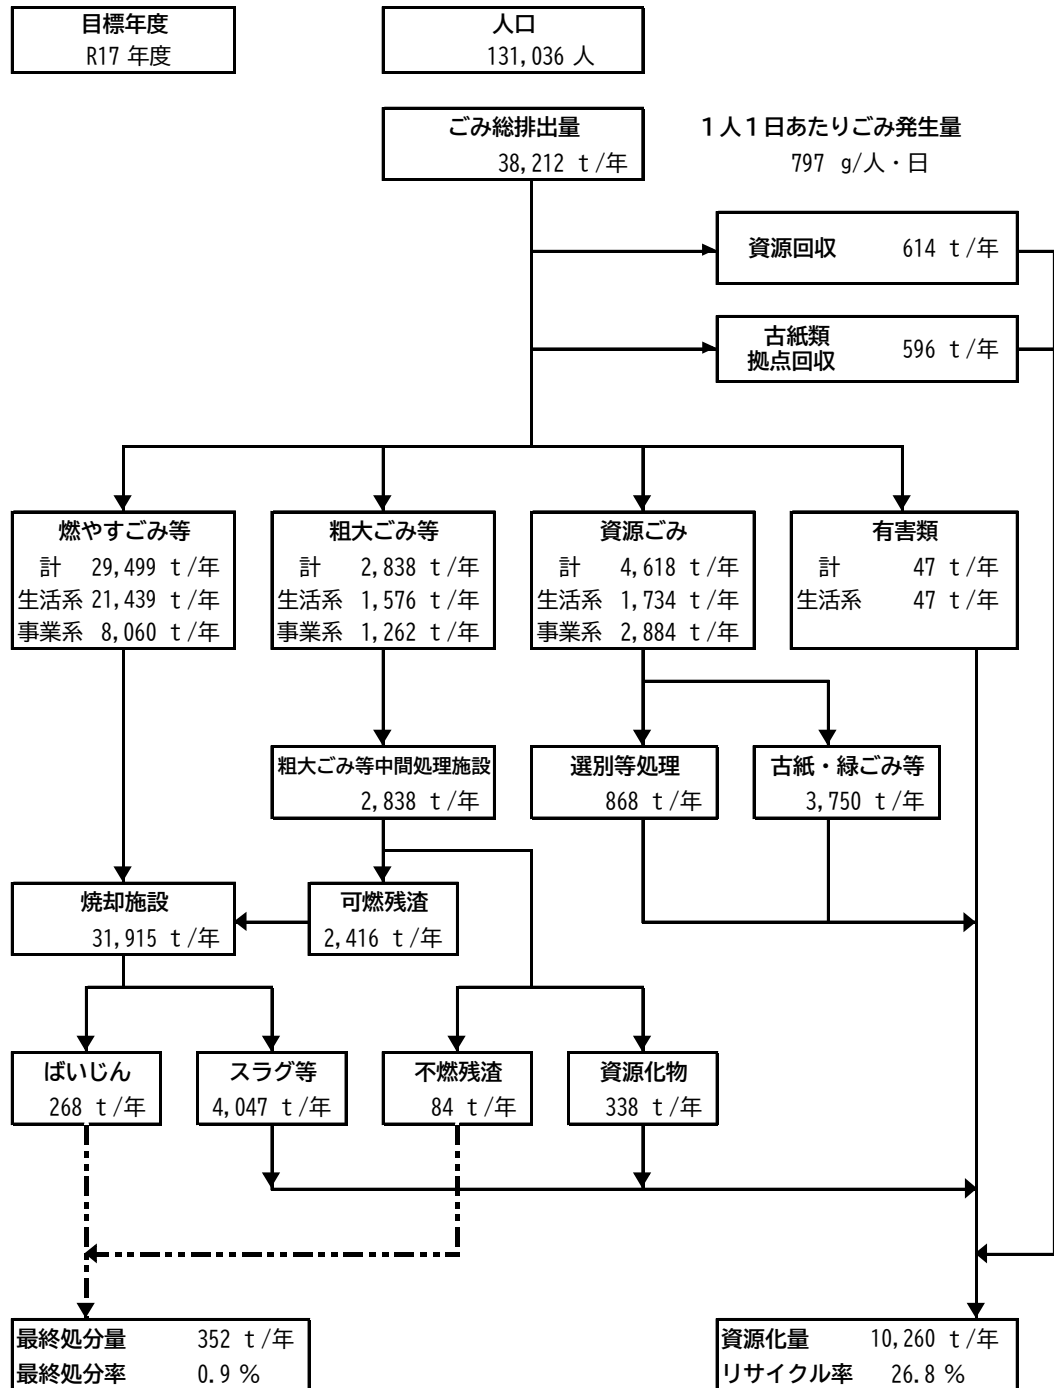 目標年度
R17 年度
人口
131,036 人
ごみ総排出量
38,212 t/年
1人1日あたりごみ発生量
797 g/人・日
資源回収 614 t/年
古紙類
拠点回収
596 t/年
燃やすごみ等
計 29,499 t/年
生活系 21,439 t/年
事業系 8,060 t/年
粗大ごみ等
計 2,838 t/年
生活系 1,576 t/年
事業系 1,262 t/年
資源ごみ
計 4,618 t/年
生活系 1,734 t/年
事業系 2,884 t/年
有害類
計 47 t/年
生活系 47 t/年
粗大ごみ等中間処理施設
2,838 t/年
選別等処理
868 t/年
古紙・緑ごみ等
3,750 t/年
焼却施設
31,915 t/年
可燃残渣
2,416 t/年
ばいじん
268 t/年
スラグ等
4,047 t/年
不燃残渣
84 t/年
資源化物
338 t/年
最終処分量 352 t/年
最終処分率 0.9 %
資源化量 10,260 t/年
リサイクル率 26.8 %